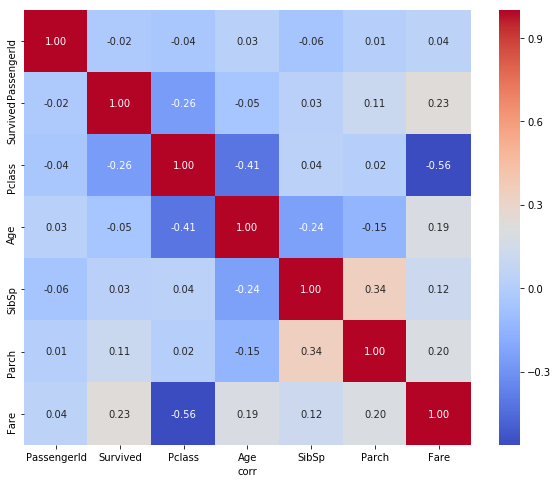 PassengerId 1.00 -0.02 -0.04 0.03 -0.06 0.01 0.04
Survived -0.02 1.00 -0.26 -0.05 0.03 0.11 0.23
Pclass -0.04 -0.26 1.00 -0.41 0.04 0.02 -0.56
Age 0.03 -0.05 -0.41 1.00 -0.24 -0.15 0.19
SibSp -0.06 0.03 0.04 -0.24 1.00 0.34 0.12
Parch 0.01 0.11 0.02 -0.15 0.34 1.00 0.20
Fare 0.04 0.23 -0.56 0.19 0.12 0.20 1.00
PassengerId Survived Pclass Age SibSp Parch Fare
corr
0.9
0.6
0.3
0.0
-0.3